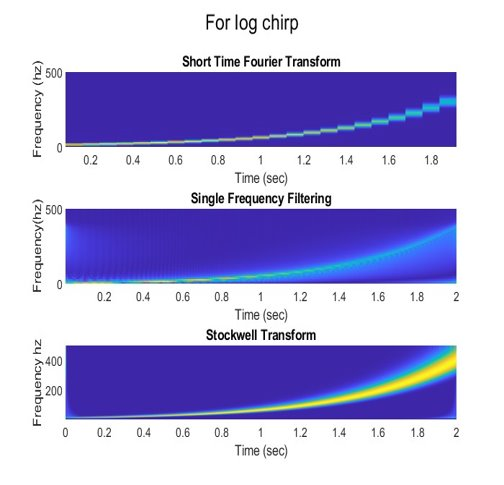 For log chirp
Short Time Fourier Transform
Frequency (hz)
500
0
0.2 0.4 0.6 0.8 1 1.2 1.4 1.6 1.8
Time (sec)
Single Frequency Filtering
Frequency(hz)
500
0
0 0.2 0.4 0.6 0.8 1 1.2 1.4 1.6 1.8 2
Time (sec)
Stockwell Transform
Frequency hz
400
200
0 0.2 0.4 0.6 0.8 1 1.2 1.4 1.6 1.8 2
Time (sec)